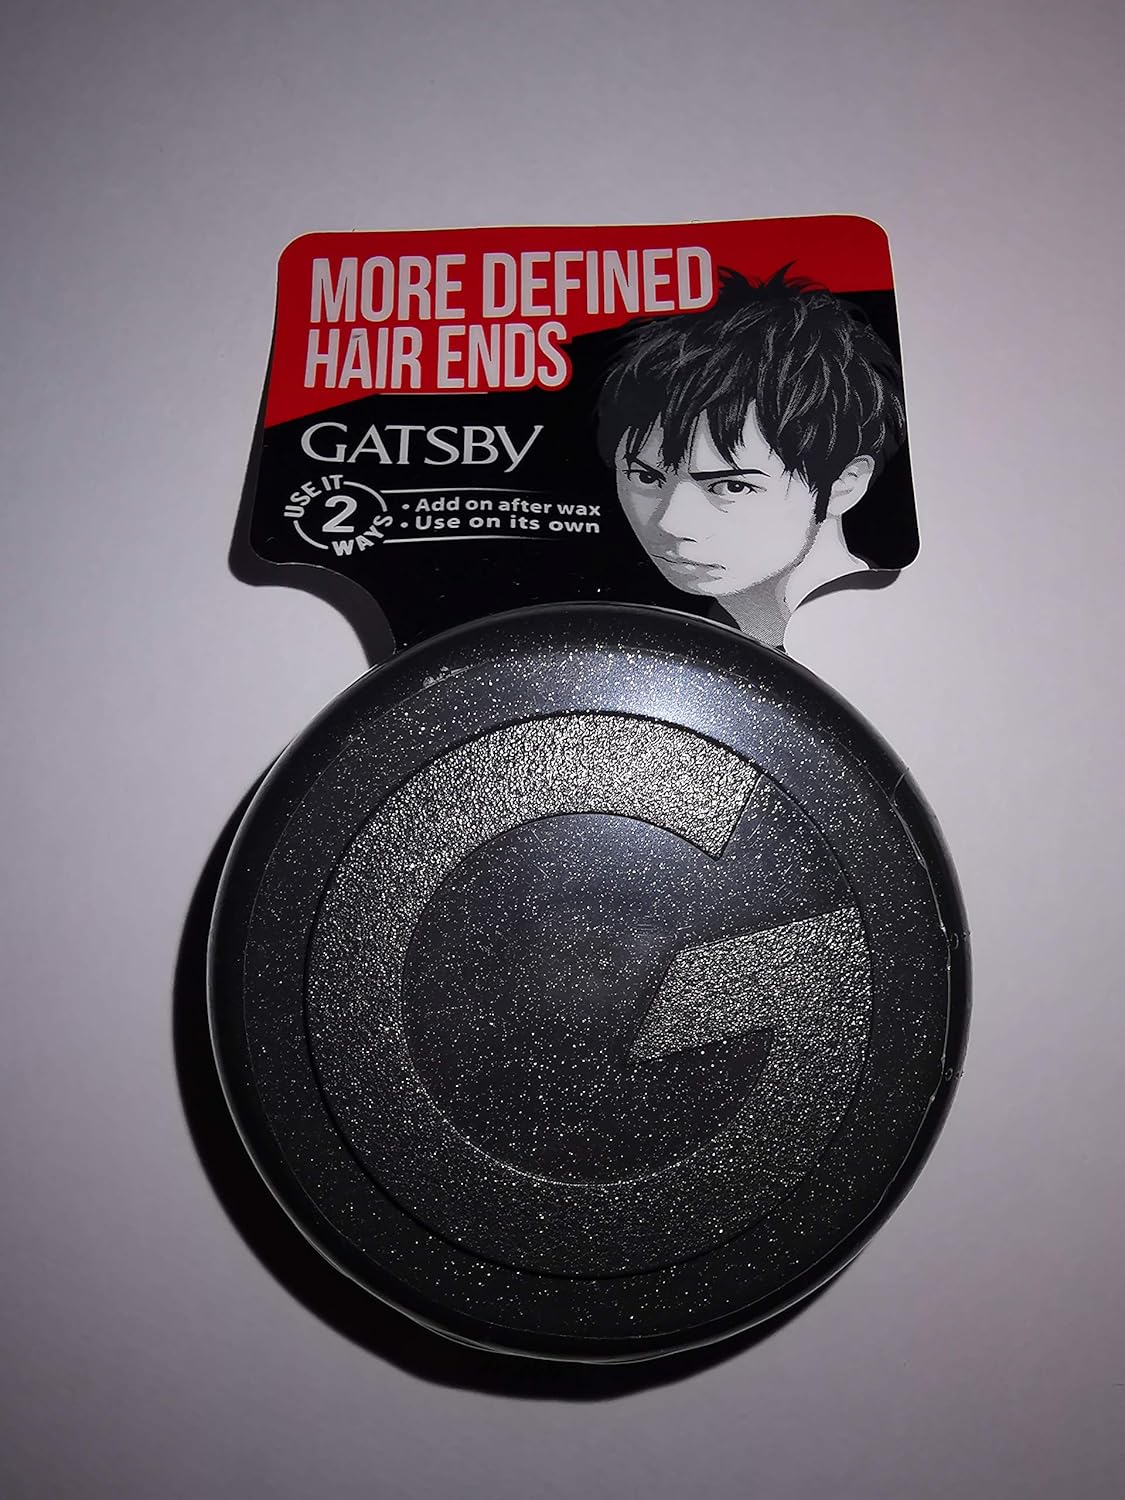 MORE DEFINED
HAIR ENDS
GATSBY
USE IT
2
WAYS
• Add on after wax
• Use on its own
G